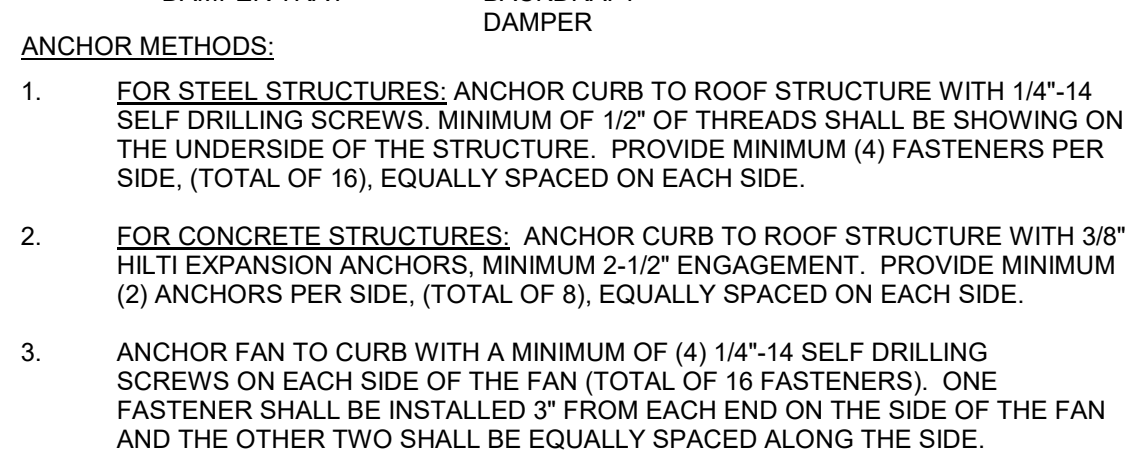 DAMPER
ANCHOR METHODS:
1. FOR STEEL STRUCTURES: ANCHOR CURB TO ROOF STRUCTURE WITH 1/4"-14
SELF DRILLING SCREWS. MINIMUM OF 1/2" OF THREADS SHALL BE SHOWING ON
THE UNDERSIDE OF THE STRUCTURE. PROVIDE MINIMUM (4) FASTENERS PER
SIDE, (TOTAL OF 16), EQUALLY SPACED ON EACH SIDE.
2. FOR CONCRETE STRUCTURES: ANCHOR CURB TO ROOF STRUCTURE WITH 3/8"
HILTI EXPANSION ANCHORS, MINIMUM 2-1/2" ENGAGEMENT. PROVIDE MINIMUM
(2) ANCHORS PER SIDE, (TOTAL OF 8), EQUALLY SPACED ON EACH SIDE.
3. ANCHOR FAN TO CURB WITH A MINIMUM OF (4) 1/4"-14 SELF DRILLING
SCREWS ON EACH SIDE OF THE FAN (TOTAL OF 16 FASTENERS). ONE
FASTENER SHALL BE INSTALLED 3" FROM EACH END ON THE SIDE OF THE FAN
AND THE OTHER TWO SHALL BE EQUALLY SPACED ALONG THE SIDE.